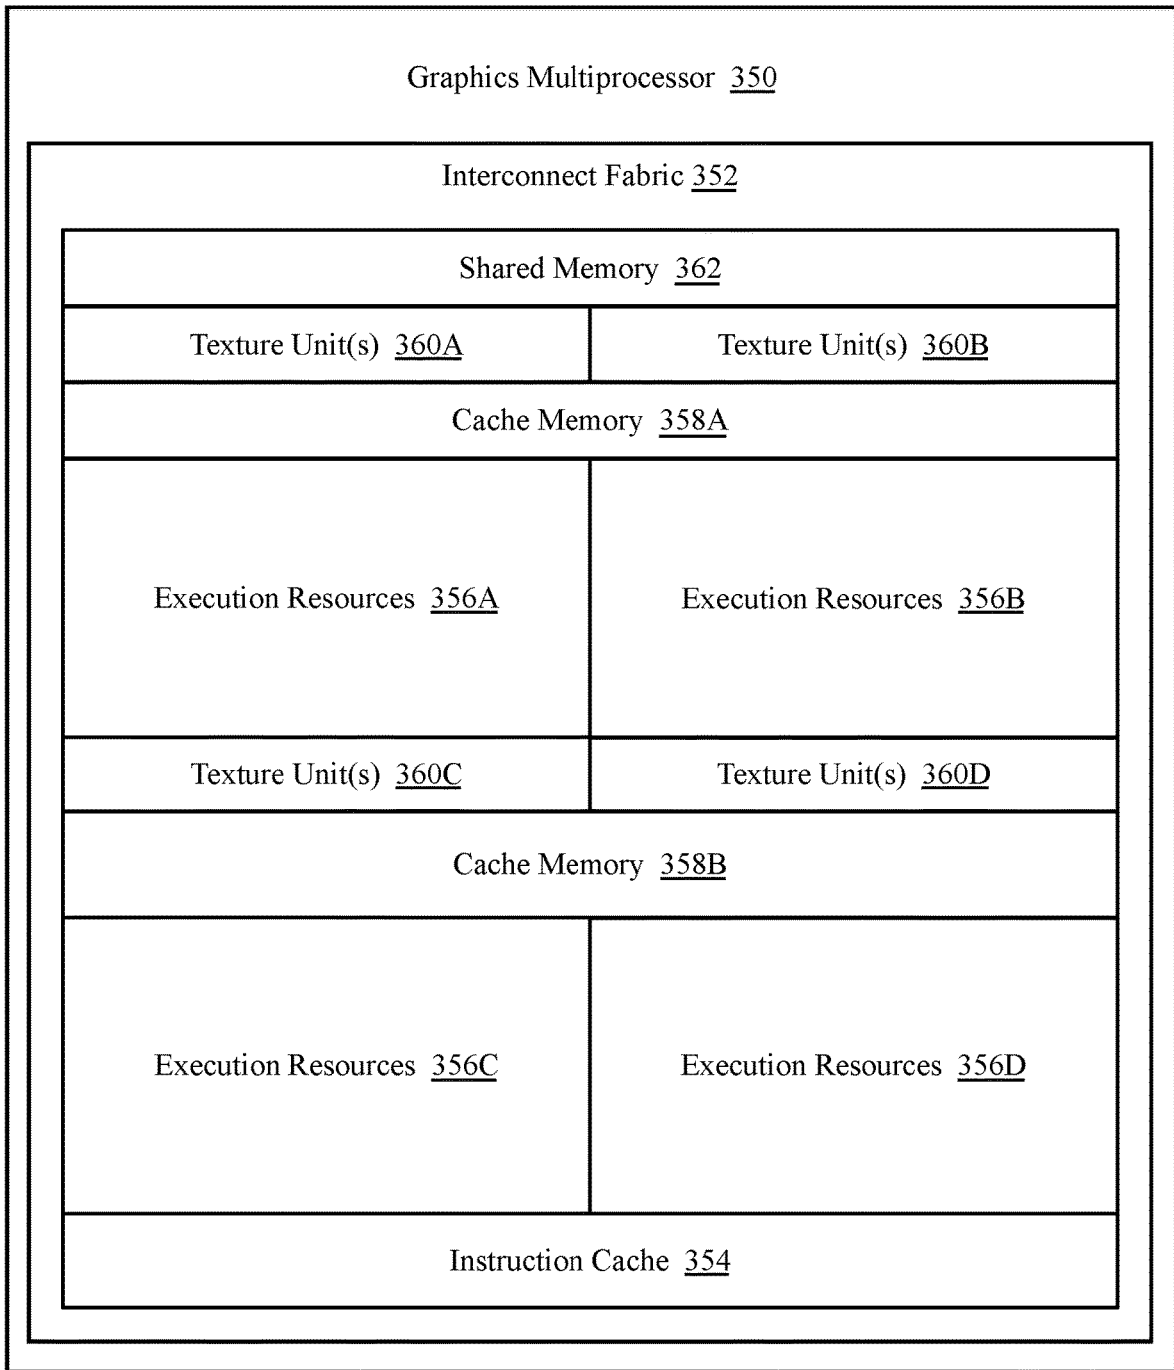 Graphics Multiprocessor 350
Interconnect Fabric 352
Shared Memory 362
Texture Unit(s) 360A
Texture Unit(s) 360B
Cache Memory 358A
Execution Resources 356A
Execution Resources 356B
Texture Unit(s) 360C
Texture Unit(s) 360D
Cache Memory 358B
Execution Resources 356C
Execution Resources 356D
Instruction Cache 354